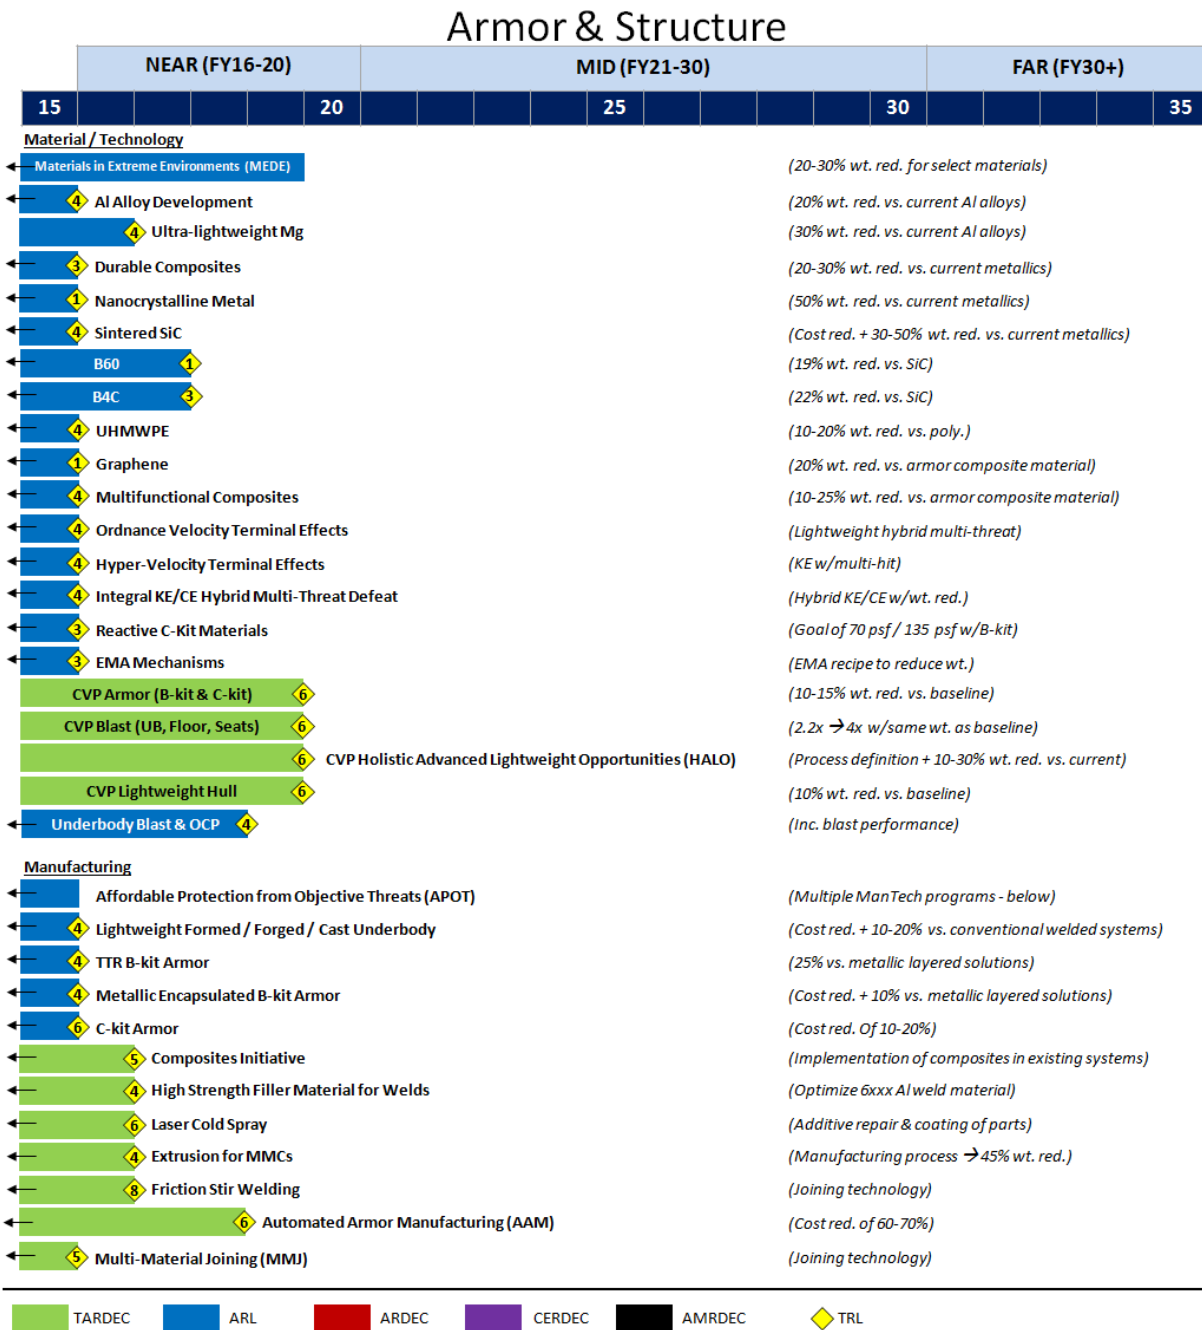 Armor & Structure
NEAR (FY16-20) MID (FY21-30) FAR (FY30+)
15 20 25 30 35
Material / Technology
Materials in Extreme Environments (MEDE) (20-30% wt. red. for select materials)
4 Al Alloy Development (20% wt. red. vs. current Al alloys)
4 Ultra-lightweight Mg (30% wt. red. vs. current Al alloys)
3 Durable Composites (20-30% wt. red. vs. current metallics)
1 Nanocrystalline Metal (50% wt. red. vs. current metallics)
4 Sintered SiC (Cost red. + 30-50% wt. red. vs. current metallics)
B60 1 (19% wt. red. vs. SiC)
B4C 3 (22% wt. red. vs. SiC)
4 UHMWPE (10-20% wt. red. vs. poly.)
1 Graphene (20% wt. red. vs. armor composite material)
4 Multifunctional Composites (10-25% wt. red. vs. armor composite material)
4 Ordnance Velocity Terminal Effects (Lightweight hybrid multi-threat)
4 Hyper-Velocity Terminal Effects (KE w/multi-hit)
4 Integral KE/CE Hybrid Multi-Threat Defeat (Hybrid KE/CE w/wt. red.)
3 Reactive C-Kit Materials (Goal of 70 psf / 135 psf w/B-kit)
3 EMA Mechanisms (EMA recipe to reduce wt.)
CVP Armor (B-kit & C-kit) 6 (10-15% wt. red. vs. baseline)
CVP Blast (UB, Floor, Seats) 6 (2.2x → 4x w/same wt. as baseline)
6 CVP Holistic Advanced Lightweight Opportunities (HALO) (Process definition + 10-30% wt. red. vs. current)
CVP Lightweight Hull 6 (10% wt. red. vs. baseline)
Underbody Blast & OCP 4 (Inc. blast performance)
Manufacturing
Affordable Protection from Objective Threats (APOT) (Multiple ManTech programs - below)
4 Lightweight Formed / Forged / Cast Underbody (Cost red. + 10-20% vs. conventional welded systems)
4 TTR B-kit Armor (25% vs. metallic layered solutions)
4 Metallic Encapsulated B-kit Armor (Cost red. + 10% vs. metallic layered solutions)
6 C-kit Armor (Cost red. Of 10-20%)
5 Composites Initiative (Implementation of composites in existing systems)
4 High Strength Filler Material for Welds (Optimize 6xxx Al weld material)
6 Laser Cold Spray (Additive repair & coating of parts)
4 Extrusion for MMCs (Manufacturing process → 45% wt. red.)
8 Friction Stir Welding (Joining technology)
6 Automated Armor Manufacturing (AAM) (Cost red. of 60-70%)
5 Multi-Material Joining (MMJ) (Joining technology)
TARDEC ARL ARDEC CERDEC AMRDEC TRL